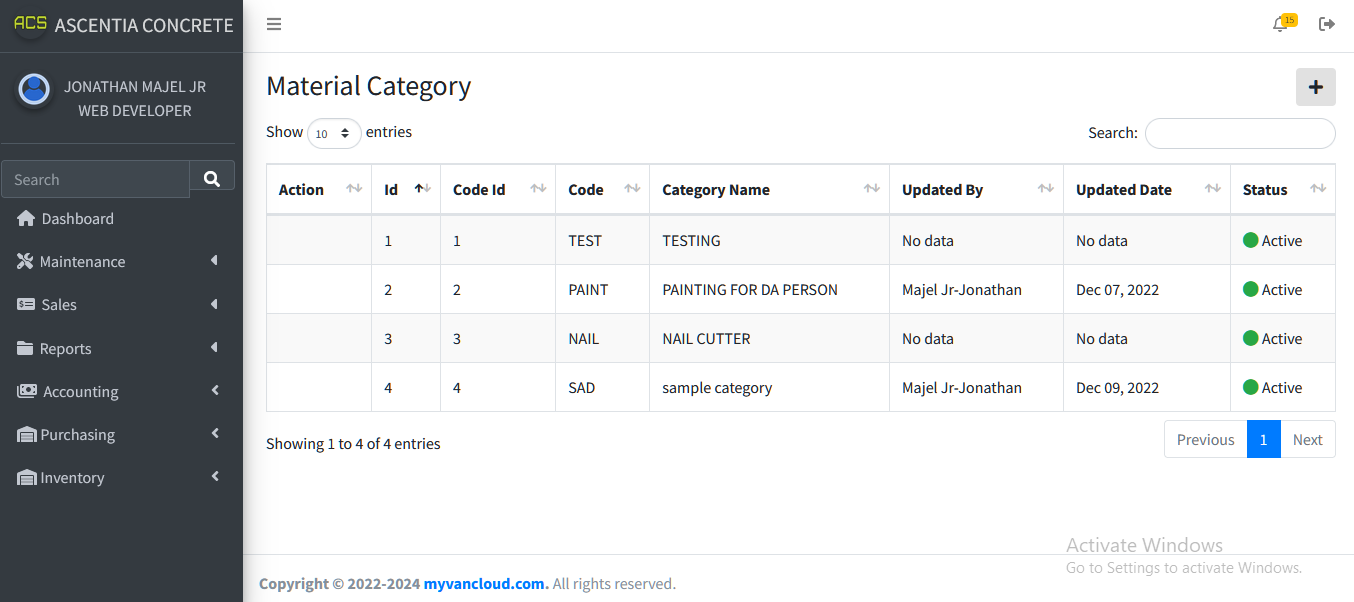 ACS ASCENTIA CONCRETE
15
JONATHAN MAJEL JR
WEB DEVELOPER
Search
Dashboard
Maintenance
Sales
Reports
Accounting
Purchasing
Inventory
Material Category
Show 10 entries Search:
Action Id Code Id Code Category Name Updated By Updated Date Status
1 1 TEST TESTING No data No data Active
2 2 PAINT PAINTING FOR DA PERSON Majel Jr-Jonathan Dec 07, 2022 Active
3 3 NAIL NAIL CUTTER No data No data Active
4 4 SAD sample category Majel Jr-Jonathan Dec 09, 2022 Active
Showing 1 to 4 of 4 entries Previous 1 Next
Activate Windows
Go to Settings to activate Windows.
Copyright © 2022-2024 myvancloud.com. All rights reserved.